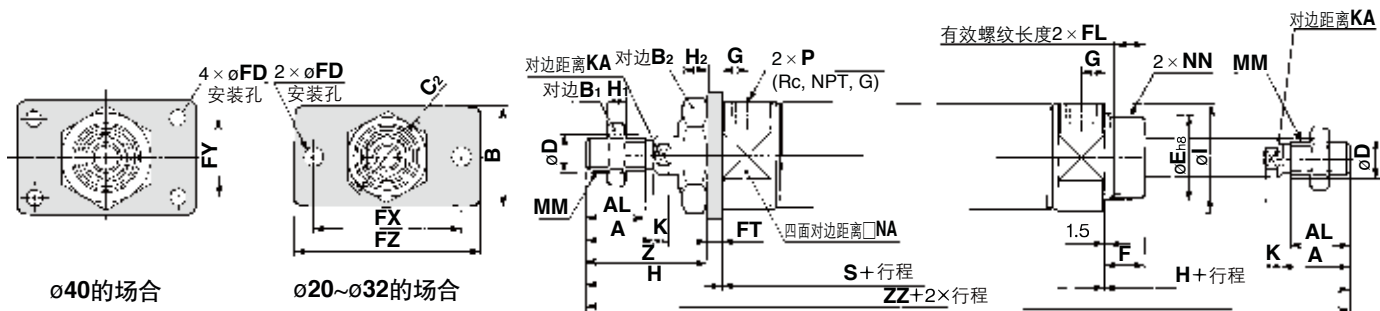 4×øFD
安装孔
2×øFD
安装孔
C2
FY
B
FX
FZ
ø40的场合
ø20~ø32的场合
对边距离KA
对边B1
H1
对边B2
H2
G
2×P
(Rc, NPT, G)
øD
MM
AL
A
K
Z
H
FT
四面对边距离□NA
S+行程
ZZ+2×行程
有效螺纹长度2×FL
G
2×NN
MM
对边距离KA
øEh8
øI
øD
1.5
F
K
AL
A
H+行程